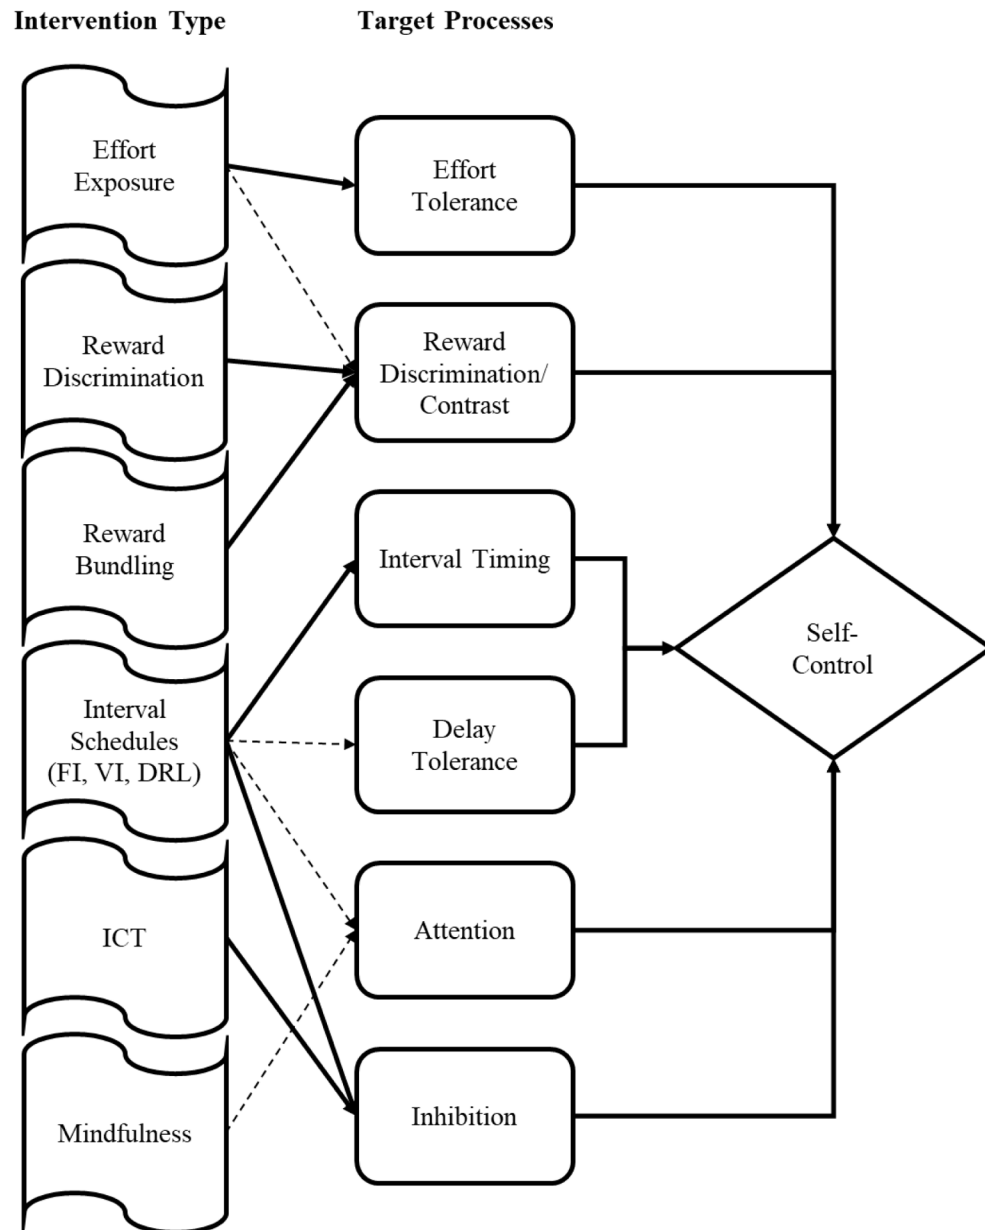 Intervention Type
Target Processes
Effort
Exposure
Reward
Discrimination
Reward
Bundling
Interval
Schedules
(FI, VI, DRL)
ICT
Mindfulness
Effort
Tolerance
Reward
Discrimination/
Contrast
Interval Timing
Delay
Tolerance
Attention
Inhibition
Self-
Control